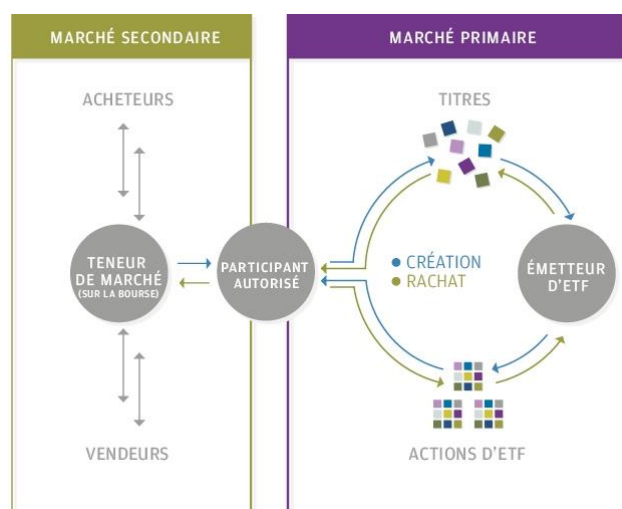 MARCHÉ SECONDAIRE
MARCHÉ PRIMAIRE
ACHETEURS
TITRES
TENEUR
DE MARCHÉ
(SUR LA BOURSE)
PARTICIPANT
AUTORISÉ
CRÉATION
RACHAT
ÉMETTEUR
D'ETF
VENDEURS
ACTIONS D'ETF